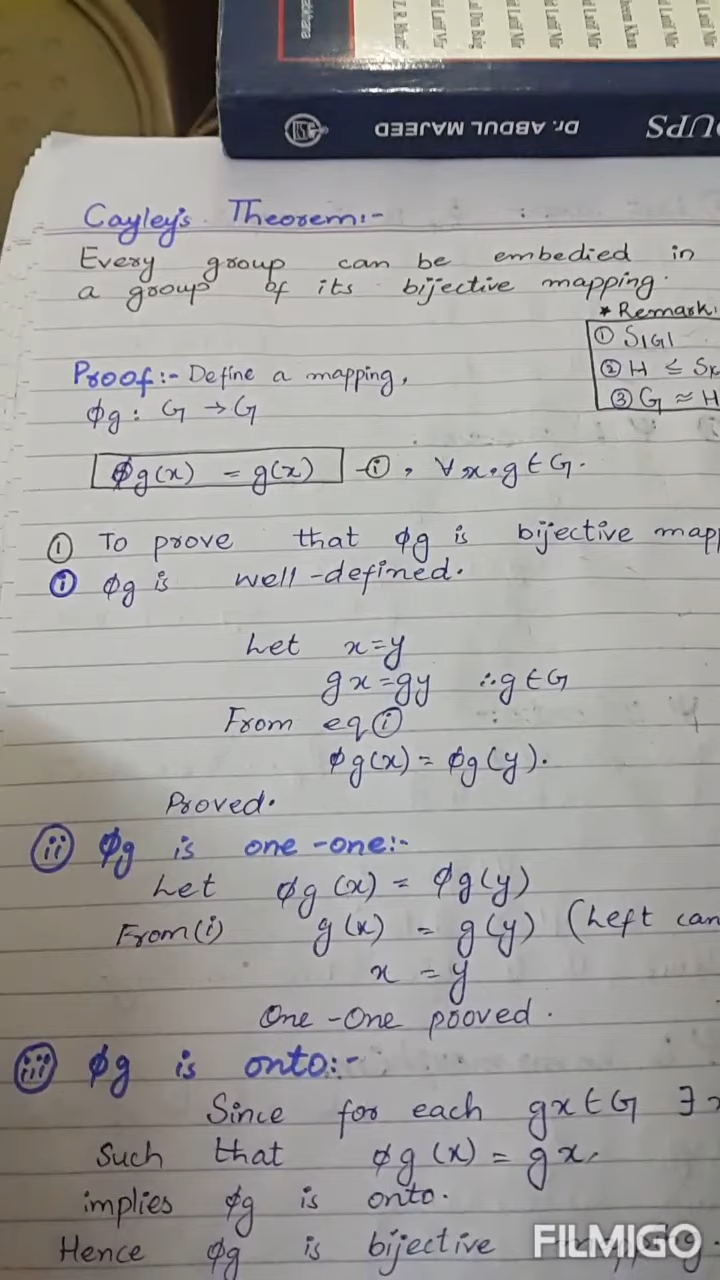 Dr. ABDUL MAJEED
Cayley's Theorem:-
Every group can be embedied in
a group of its bijective mapping.
* Remark:
① S|G|
② H ≤ S
③ G ≈ H
Proof:- Define a mapping,
φg : G → G
φg(x) = g(x) -ⓘ, ∀ x, g ∈ G.
① To prove that φg is bijective mapp
ⓘ φg is well-defined.
Let x=y
gx=gy ∴g ∈ G
From eq ⓘ
φg(x) = φg(y).
Proved.
ⅱ φg is one-one:-
Let φg(x) = φg(y)
From(i) g(x) = g(y) (Left can
x = y
One-One pooved.
ⅲ φg is onto:-
Since for each gx ∈ G ∃
Such that φg(x) = gx,
implies φg is onto.
Hence φg is bijective mapping.
FILMIGO